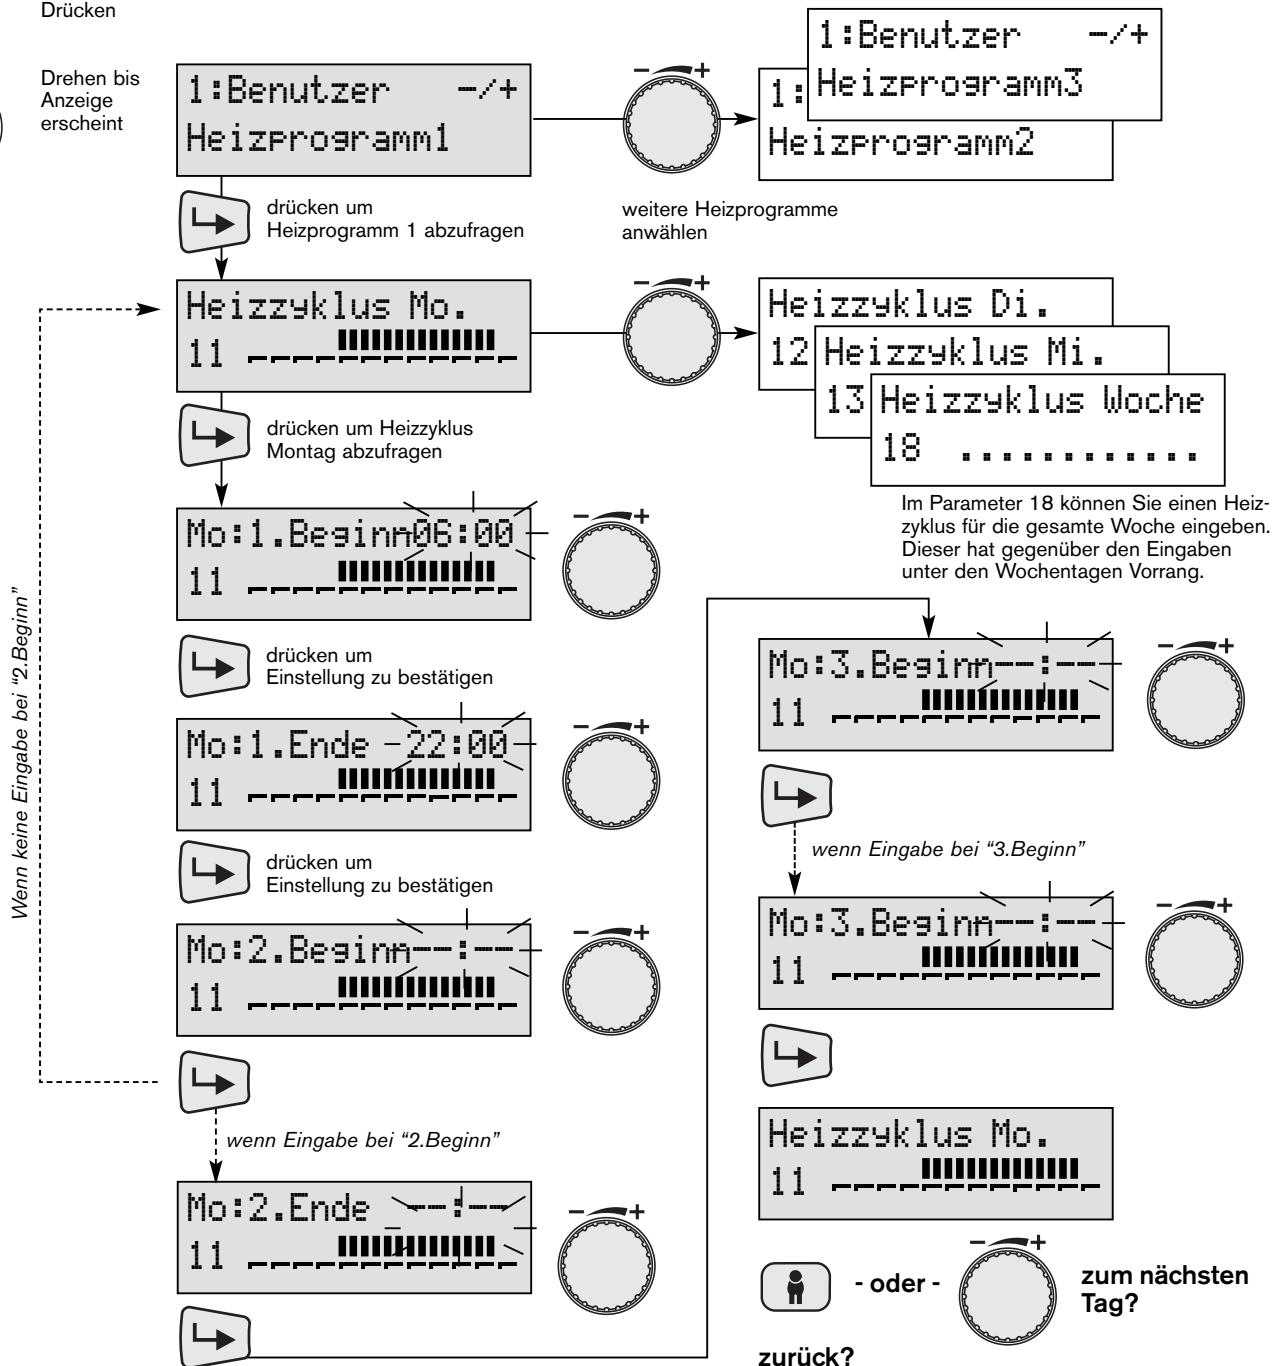 Drücken
Drehen bis
Anzeige
erscheint
1:Benutzer -/+
Heizprogramm1
- +
1:
Heizprogramm2
1:Benutzer -/+
Heizprogramm3
drücken um
Heizprogramm 1 abzufragen
weitere Heizprogramme
anwählen
Heizzyklus Mo.
11
- +
Heizzyklus Di.
12
Heizzyklus Mi.
13
Heizzyklus Woche
18 ............
drücken um Heizzyklus
Montag abzufragen
Im Parameter 18 können Sie einen Heiz-
zyklus für die gesamte Woche eingeben.
Dieser hat gegenüber den Eingaben
unter den Wochentagen Vorrang.
Wenn keine Eingabe bei “2.Beginn”
Mo:1.Beginn06:00
11
- +
drücken um
Einstellung zu bestätigen
Mo:1.Ende 22:00
11
- +
drücken um
Einstellung zu bestätigen
Mo:2.Beginn--:--
11
- +
wenn Eingabe bei “2.Beginn”
Mo:2.Ende --:--
11
- +
Mo:3.Beginn--:--
11
- +
wenn Eingabe bei “3.Beginn”
Mo:3.Beginn--:--
11
- +
Heizzyklus Mo.
11
- oder -
- +
zum nächsten
Tag?
zurück?